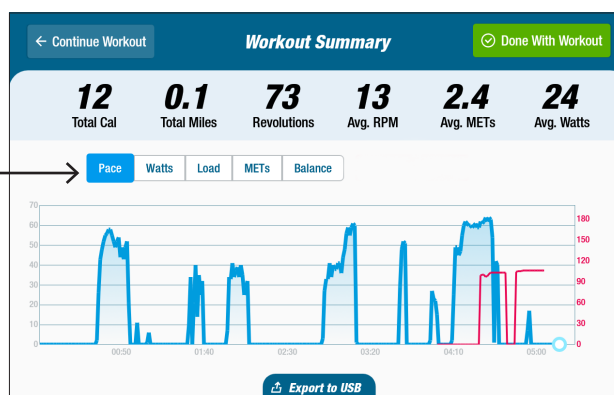 ← Continue Workout Workout Summary Done With Workout
12 0.1 73 13 2.4 24
Total Cal Total Miles Revolutions Avg. RPM Avg. METs Avg. Watts
Pace Watts Load METs Balance
70
60
50
40
30
20
10
0
180
150
120
90
60
30
0
00:50 01:40 02:30 03:20 04:10 05:00
Export to USB